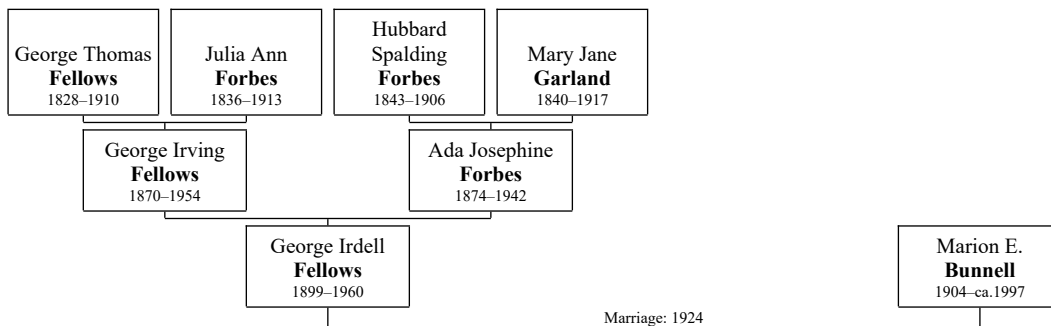 George Thomas
Fellows
1828–1910
Julia Ann
Forbes
1836–1913
Hubbard
Spalding
Forbes
1843–1906
Mary Jane
Garland
1840–1917
George Irving
Fellows
1870–1954
Ada Josephine
Forbes
1874–1942
George Irdell
Fellows
1899–1960
Marion E.
Bunnell
1904–ca.1997
Marriage: 1924